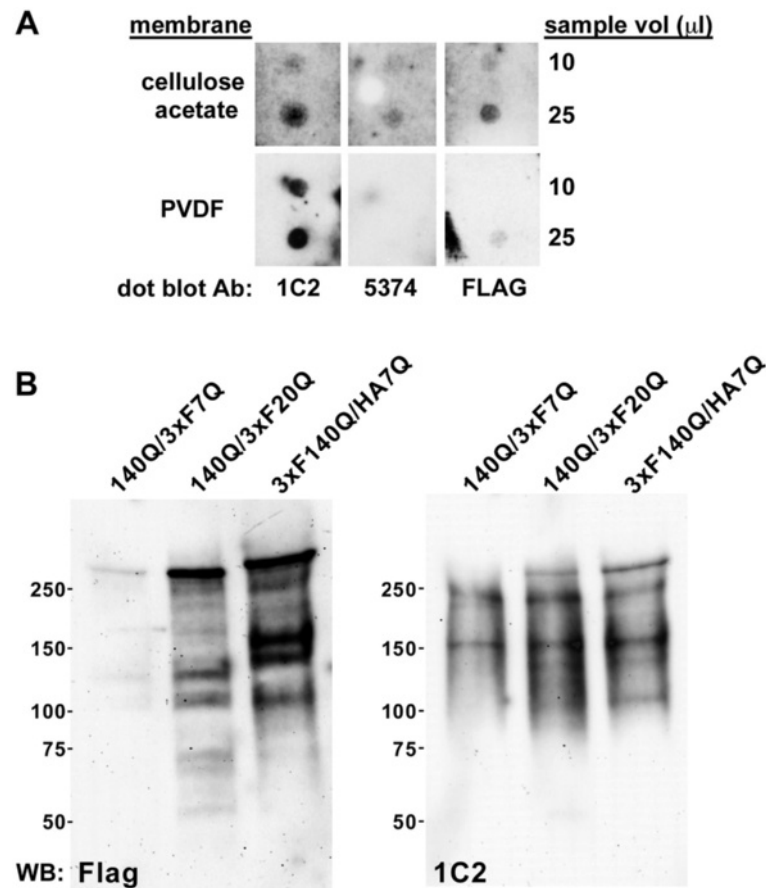 A
membrane sample vol (µl)
cellulose acetate
10
25
PVDF
10
25
dot blot Ab: 1C2 5374 FLAG
B
140Q/3xF7Q 140Q/3xF20Q 3xF140Q/HA7Q 140Q/3xF7Q 140Q/3xF20Q 3xF140Q/HA7Q
250- 250-
150- 150-
100- 100-
75- 75-
50- 50-
WB: Flag 1C2